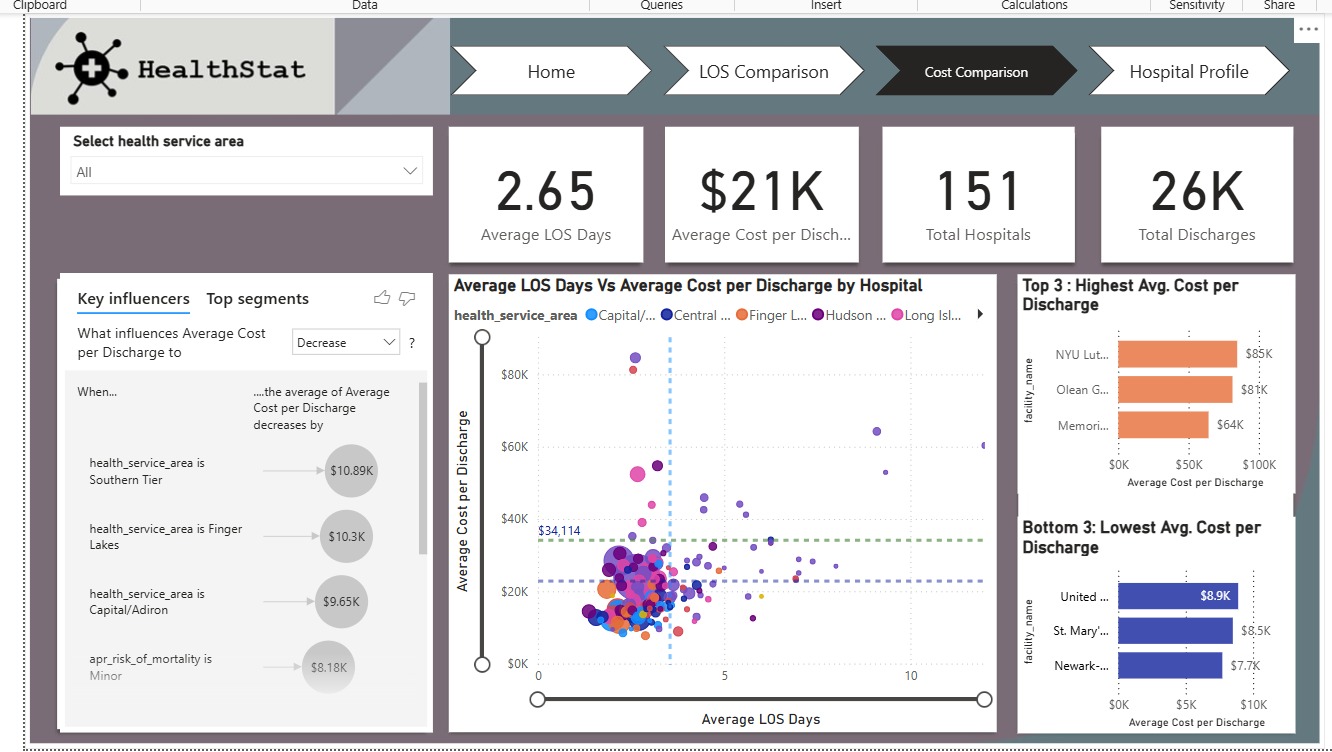 Clipboard
Data
Queries
Insert
Calculations
Sensitivity
Share
HealthStat
Home
LOS Comparison
Cost Comparison
Hospital Profile
Select health service area
All
2.65
Average LOS Days
$21K
Average Cost per Disch...
151
Total Hospitals
26K
Total Discharges
Key influencers
Top segments
What influences Average Cost
per Discharge to
Decrease
?
When...
....the average of Average
Cost per Discharge
decreases by
health_service_area is
Southern Tier
$10.89K
health_service_area is Finger
Lakes
$10.3K
health_service_area is
Capital/Adiron
$9.65K
apr_risk_of_mortality is
Minor
$8.18K
Average LOS Days Vs Average Cost per Discharge by Hospital
health_service_area
Capital/...
Central ...
Finger L...
Hudson ...
Long Isl...
Average Cost per Discharge
$80K
$60K
$40K
$34,114
$20K
$0K
0
5
10
Average LOS Days
Top 3 : Highest Avg. Cost per
Discharge
facility_name
NYU Lut...
$85K
Olean G...
$81K
Memori...
$64K
$0K
$50K
$100K
Average Cost per Discharge
Bottom 3: Lowest Avg. Cost per
Discharge
facility_name
United ...
$8.9K
St. Mary'...
$8.5K
Newark-...
$7.7K
$0K
$5K
$10K
Average Cost per Discharge